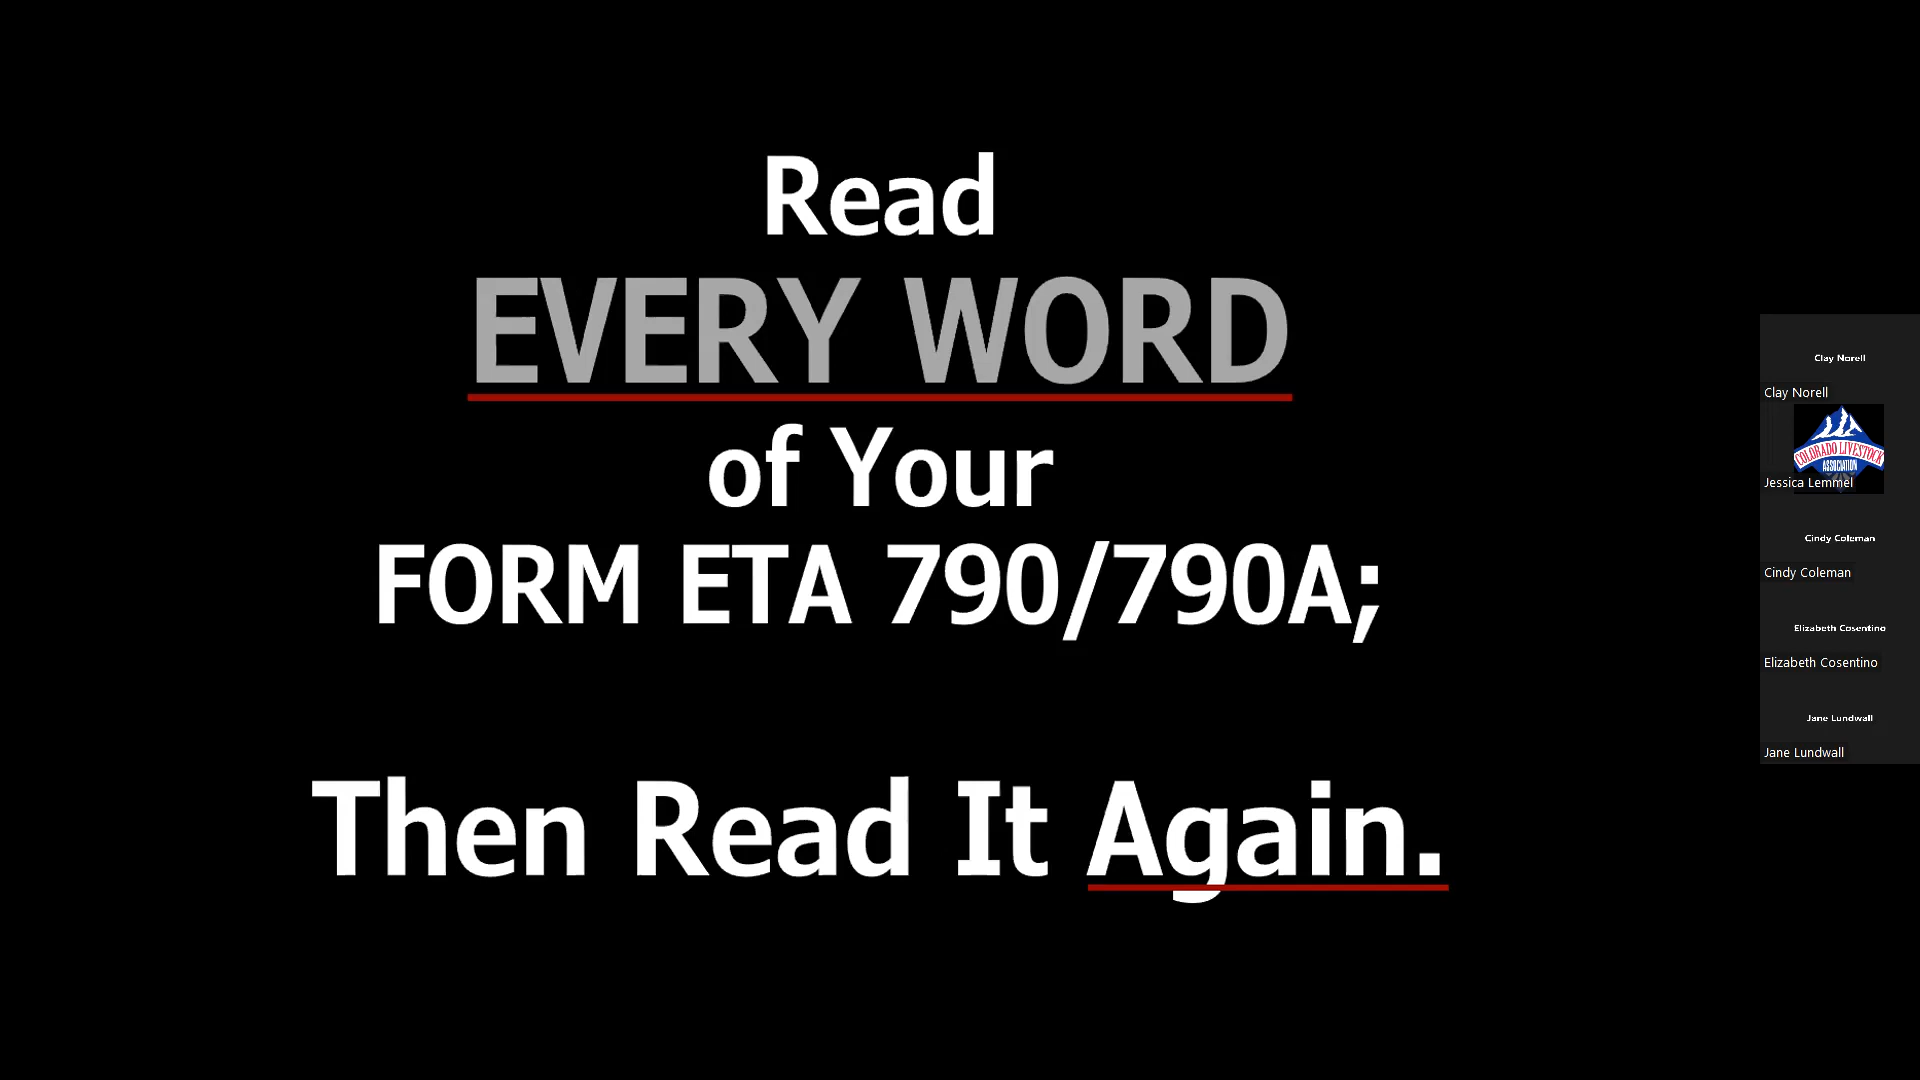 Read
EVERY WORD
of Your
FORM ETA 790/790A;
Then Read It Again.
Clay Norell
Clay Norell
COLORADO LIVESTOCK
ASSOCIATION
Jessica Lemmel
Cindy Coleman
Cindy Coleman
Elizabeth Cosentino
Elizabeth Cosentino
Jane Lundwall
Jane Lundwall